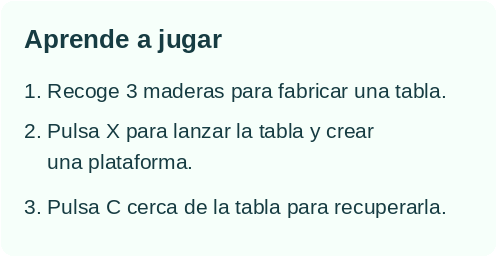 Aprende a jugar
1. Recoge 3 maderas para fabricar una tabla.
2. Pulsa X para lanzar la tabla y crear
una plataforma.
3. Pulsa C cerca de la tabla para recuperarla.